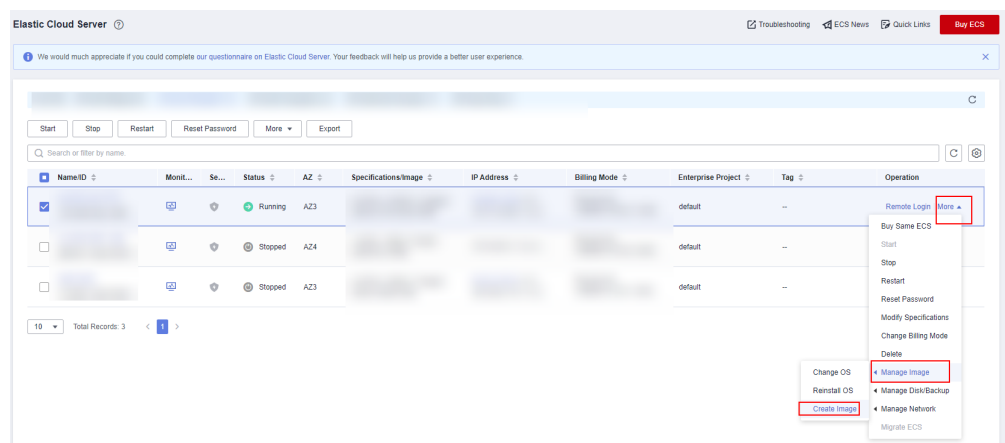 Elastic Cloud Server
Troubleshooting ECS News Quick Links Buy ECS
We would much appreciate if you could complete our questionnaire on Elastic Cloud Server. Your feedback will help us provide a better user experience.
Start Stop Restart Reset Password More Export
Search or filter by name.
Name/ID Monit... Se... Status AZ Specifications/Image IP Address Billing Mode Enterprise Project Tag Operation
Running AZ3 default -- Remote Login More
Buy Same ECS
Start
Stopped AZ4 default --
Stop
Restart
Stopped AZ3 default --
Reset Password
Modify Specifications
10 Total Records: 3 < 1 >
Change Billing Mode
Delete
Change OS Manage Image
Reinstall OS Manage Disk/Backup
Create Image Manage Network
Migrate ECS